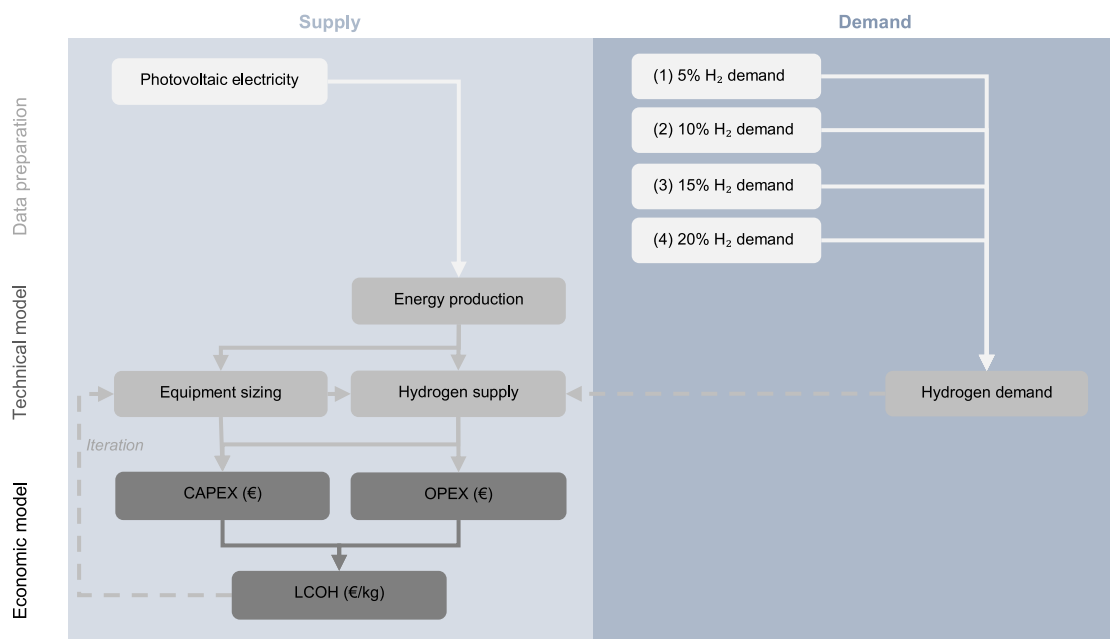 Supply
Demand
Data preparation
Photovoltaic electricity
(1) 5% H₂ demand
(2) 10% H₂ demand
(3) 15% H₂ demand
(4) 20% H₂ demand
Technical model
Energy production
Equipment sizing
Hydrogen supply
Hydrogen demand
Iteration
Economic model
CAPEX (€)
OPEX (€)
LCOH (€/kg)